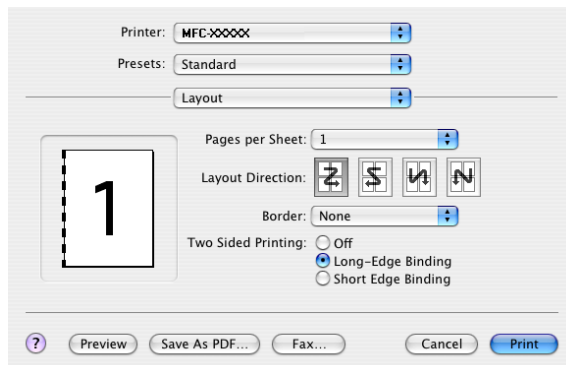 Printer: MFC-XXXXX
Presets: Standard
Layout
Pages per Sheet: 1
Layout Direction:
Border: None
Two Sided Printing: Off
Long-Edge Binding
Short Edge Binding
1
? Preview Save As PDF... Fax... Cancel Print